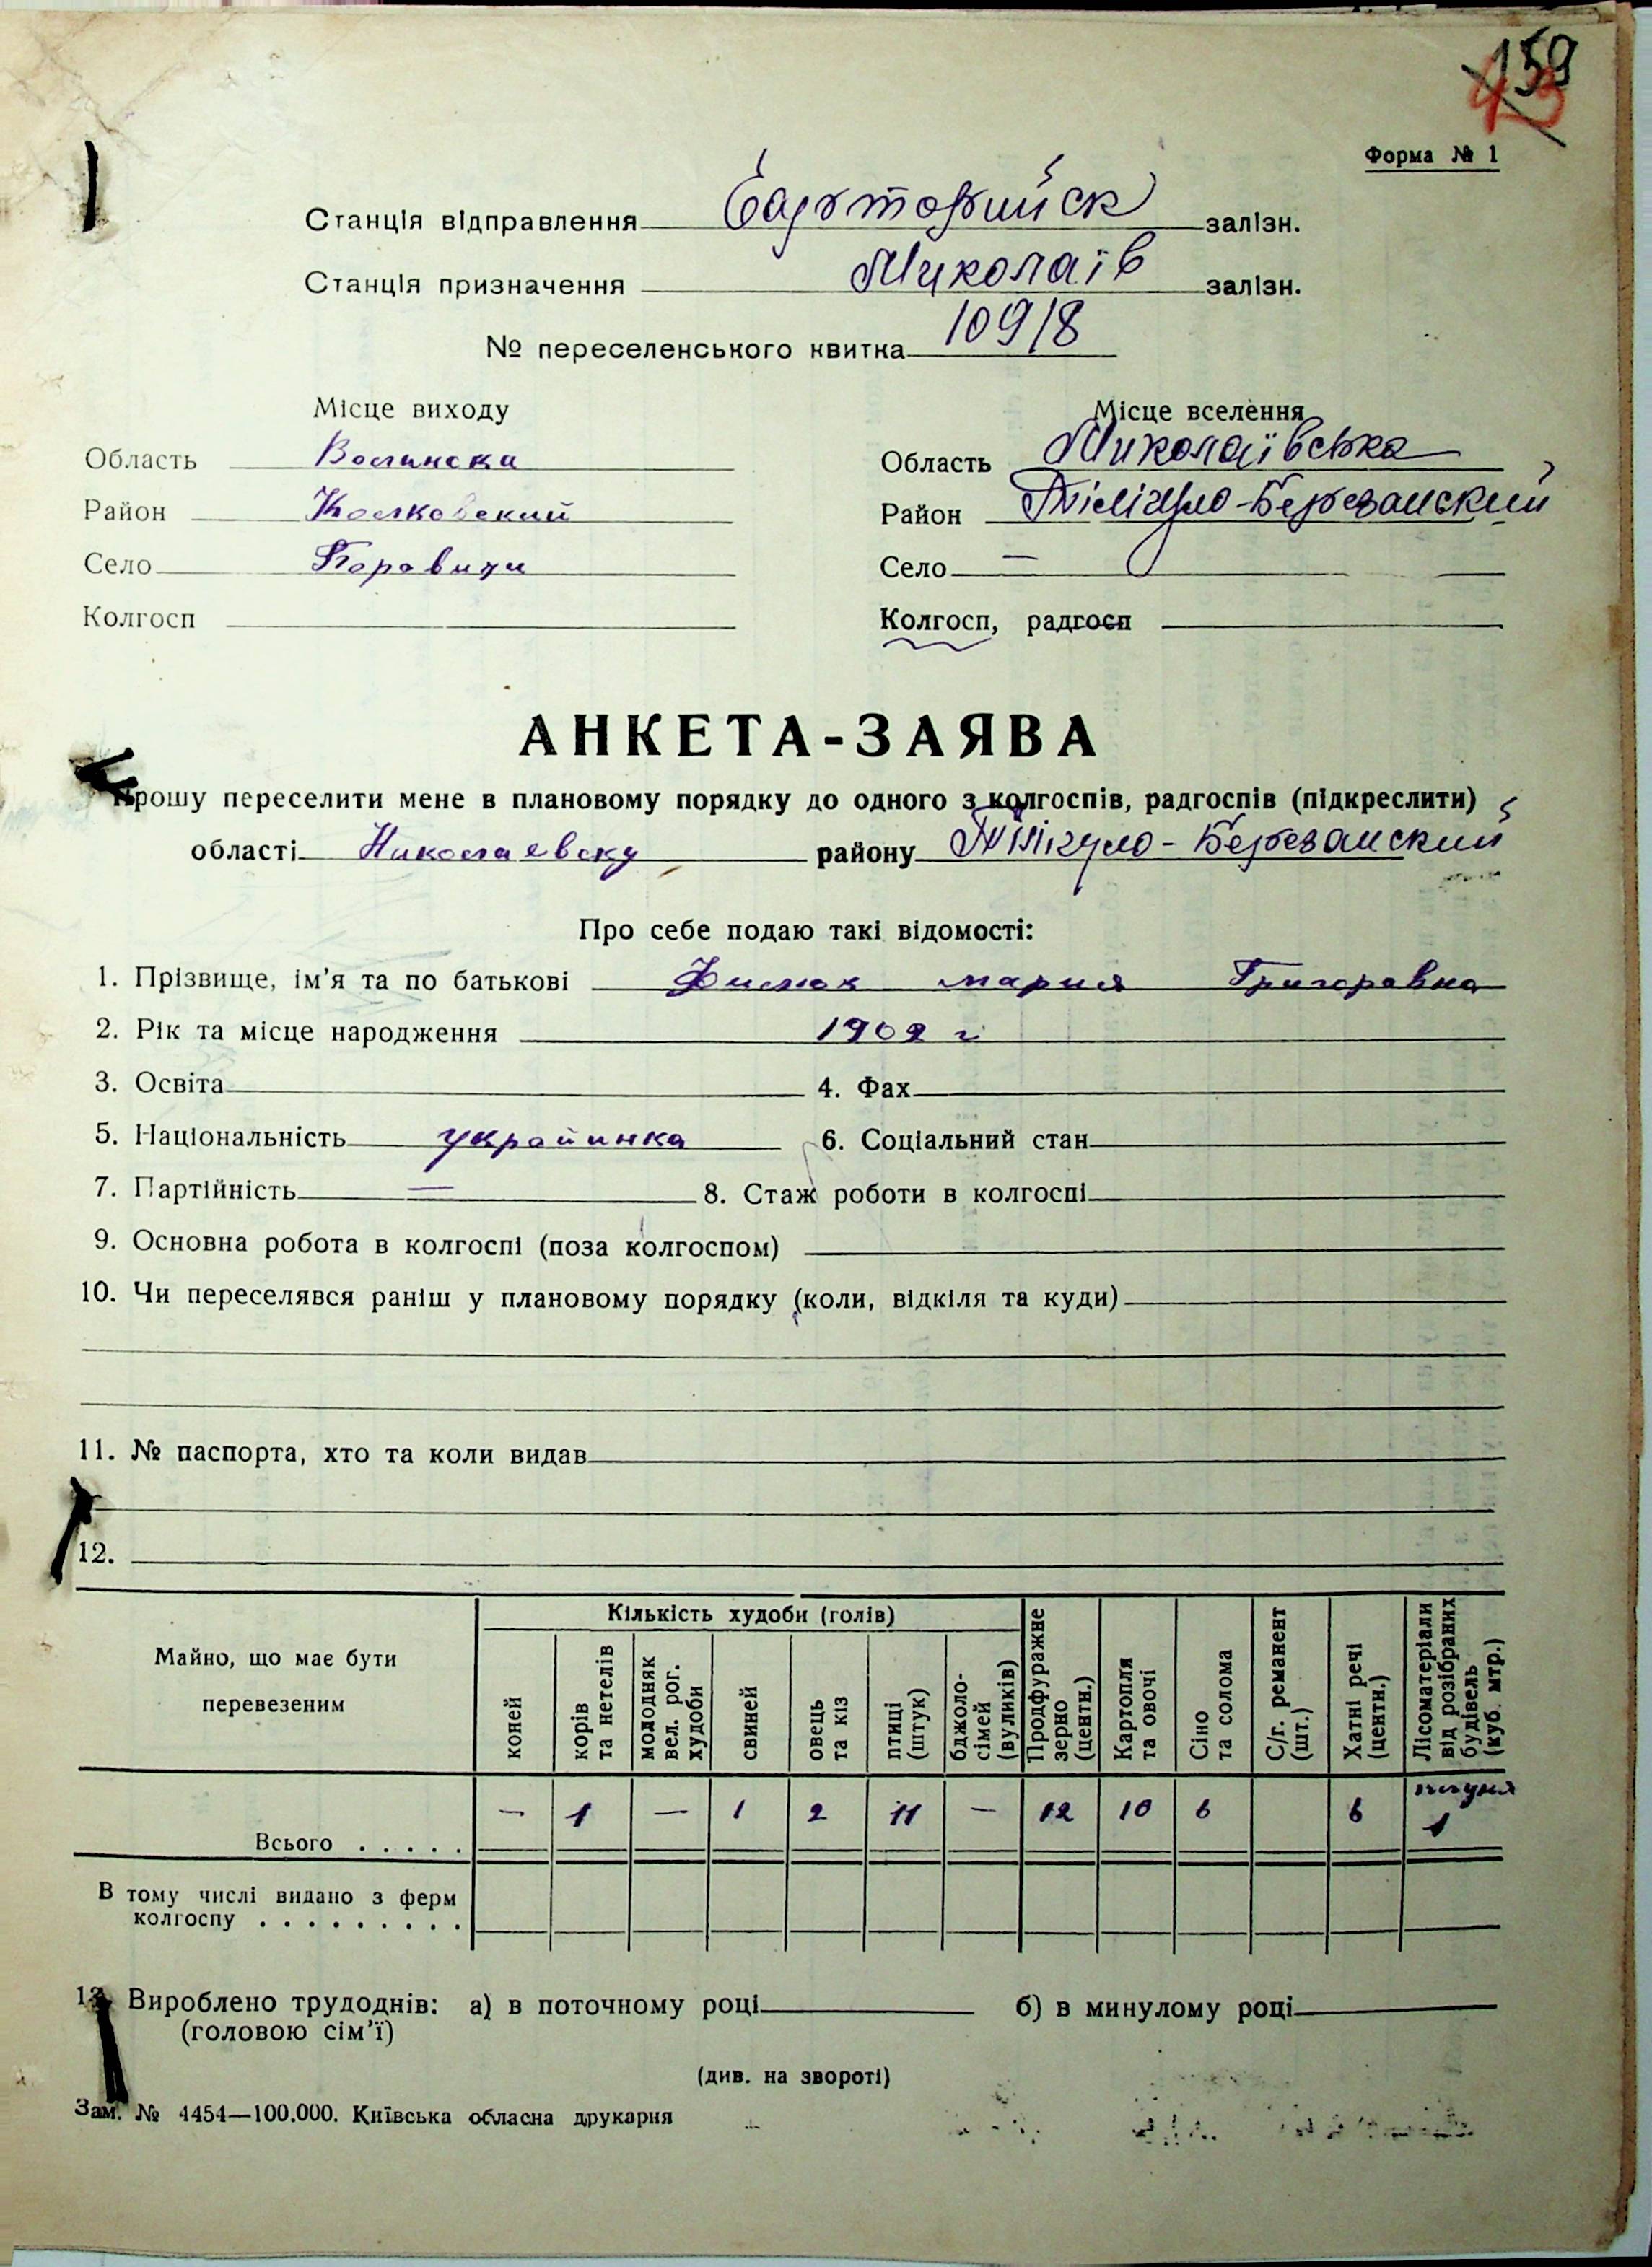 159
Форма № 1
Станція відправлення залізн.
Станція призначення Миколаїв залізн.
№ переселенського квитка 109/8
Місце виходу
Місце вселення
Область Волинска
Область Миколаївська
Район Колковский
Район Тілігуло-Березанский
Село
Село —
Колгосп
Колгосп, радгосп
АНКЕТА-ЗАЯВА
Прошу переселити мене в плановому порядку до одного з колгоспів, радгоспів (підкреслити)
області Николаевску району Тілігуло-Березанский
Про себе подаю такі відомості:
1. Прізвище, ім'я та по батькові мария Григоровна
2. Рік та місце народження 1902 г
3. Освіта 4. Фах
5. Національність украйинка 6. Соціальний стан
7. Партійність — 8. Стаж роботи в колгоспі
9. Основна робота в колгоспі (поза колгоспом)
10. Чи переселявся раніш у плановому порядку (коли, відкіля та куди)
11. № паспорта, хто та коли видав
12.
Майно, що має бути перевезеним
Кількість худоби (голів)
коней
корів та нетелів
молодняк вел. рог. худоби
свиней
овець та кіз
птиці (штук)
бджоло-сімей (вуликів)
Продфуражне зерно (центн.)
Картопля та овочі
Сіно та солома
С/г. реманент (шт.)
Хатні речі (центн.)
Лісоматеріали від розібраних будівель (куб. мтр.)
Всього . . . . . — 1 — 1 2 11 — 12 10 6 6 1
В тому числі видано з ферм
колгоспу . . . . . . . . .
13. Вироблено трудоднів: а) в поточному році б) в минулому році
(головою сім'ї)
(див. на звороті)
Зам. № 4454—100.000. Київська обласна друкарня